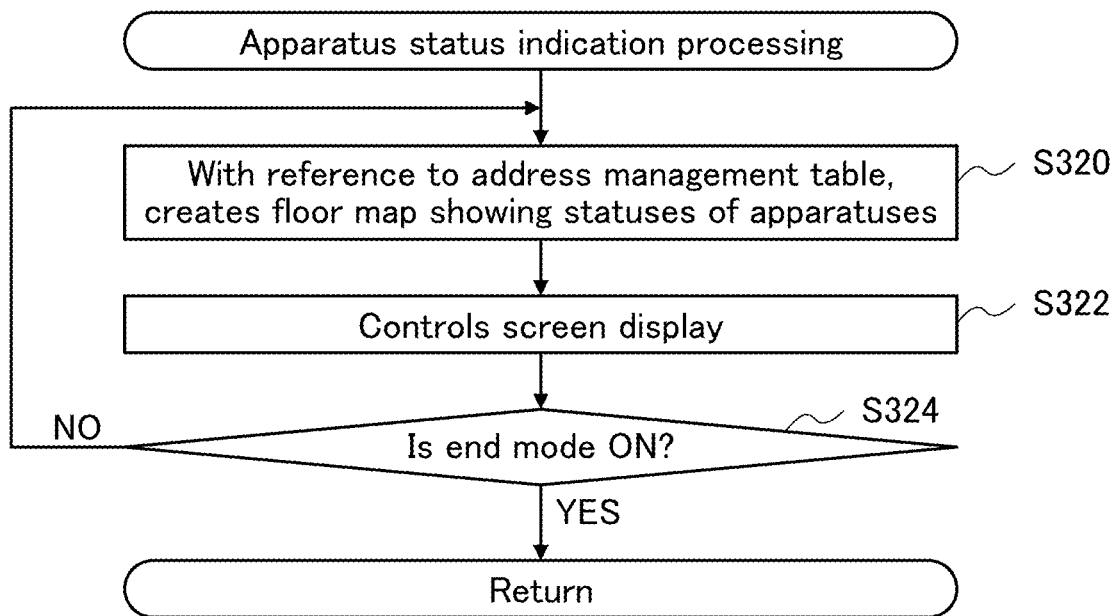 Apparatus status indication processing
With reference to address management table,
creates floor map showing statuses of apparatuses
S320
Controls screen display
S322
S324
NO
Is end mode ON?
YES
Return